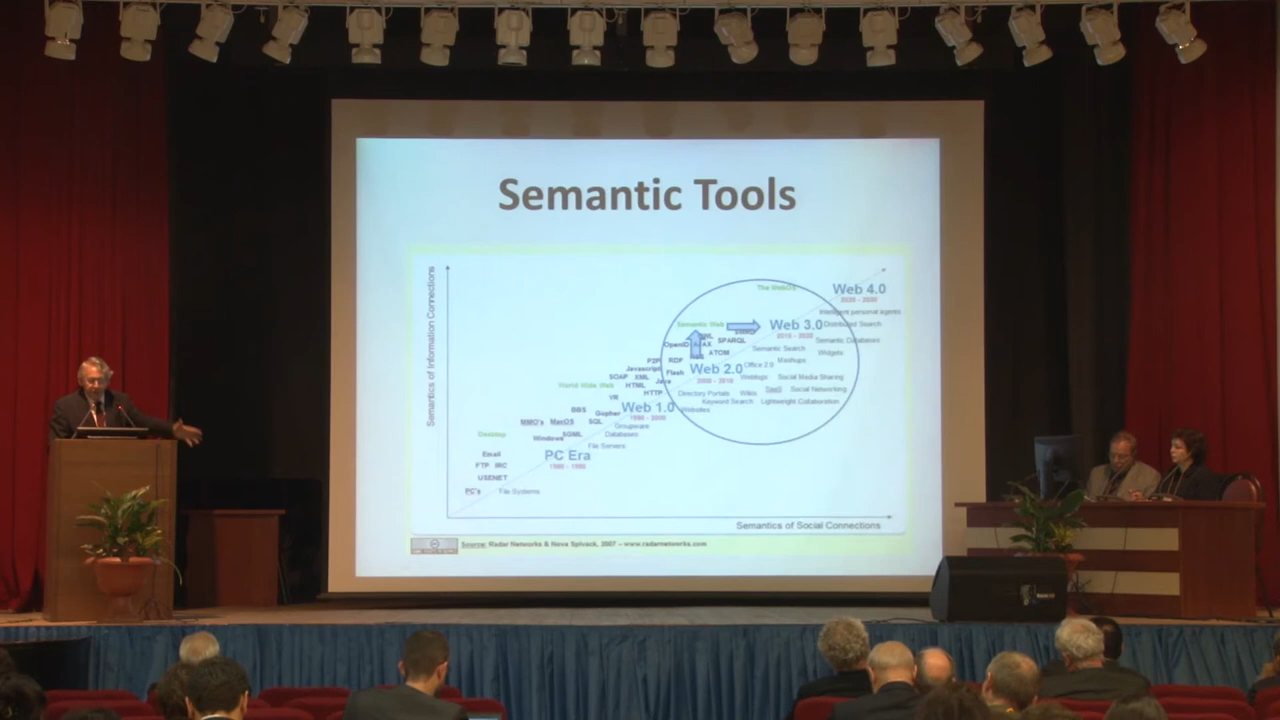 Semantic Tools
Semantics of Information Connections
The WebOS
Web 4.0
2020 - 2030
Intelligent personal agents
Semantic Web
Web 3.0
Distributed Search
2010 - 2020
OWL
SPARQL
Semantic Databases
OpenID
AJAX
Semantic Search
ATOM
Widgets
P2P
RDF
Mashups
Javascript
Flash
Web 2.0
Office 2.0
SOAP
XML
Java
2000 - 2010
Weblogs
Social Media Sharing
World Wide Web
HTML
HTTP
Directory Portals
Wikis
SaaS
Social Networking
VR
Keyword Search
Lightweight Collaboration
BBS
Gopher
Web 1.0
Websites
1990 - 2000
MMO's
MacOS
SQL
Groupware
Desktop
SGML
Databases
Windows
File Servers
Email
PC Era
FTP
IRC
1980 - 1990
USENET
PC's
File Systems
Semantics of Social Connections
Source: Radar Networks & Nova Spivack, 2007 – www.radarnetworks.com